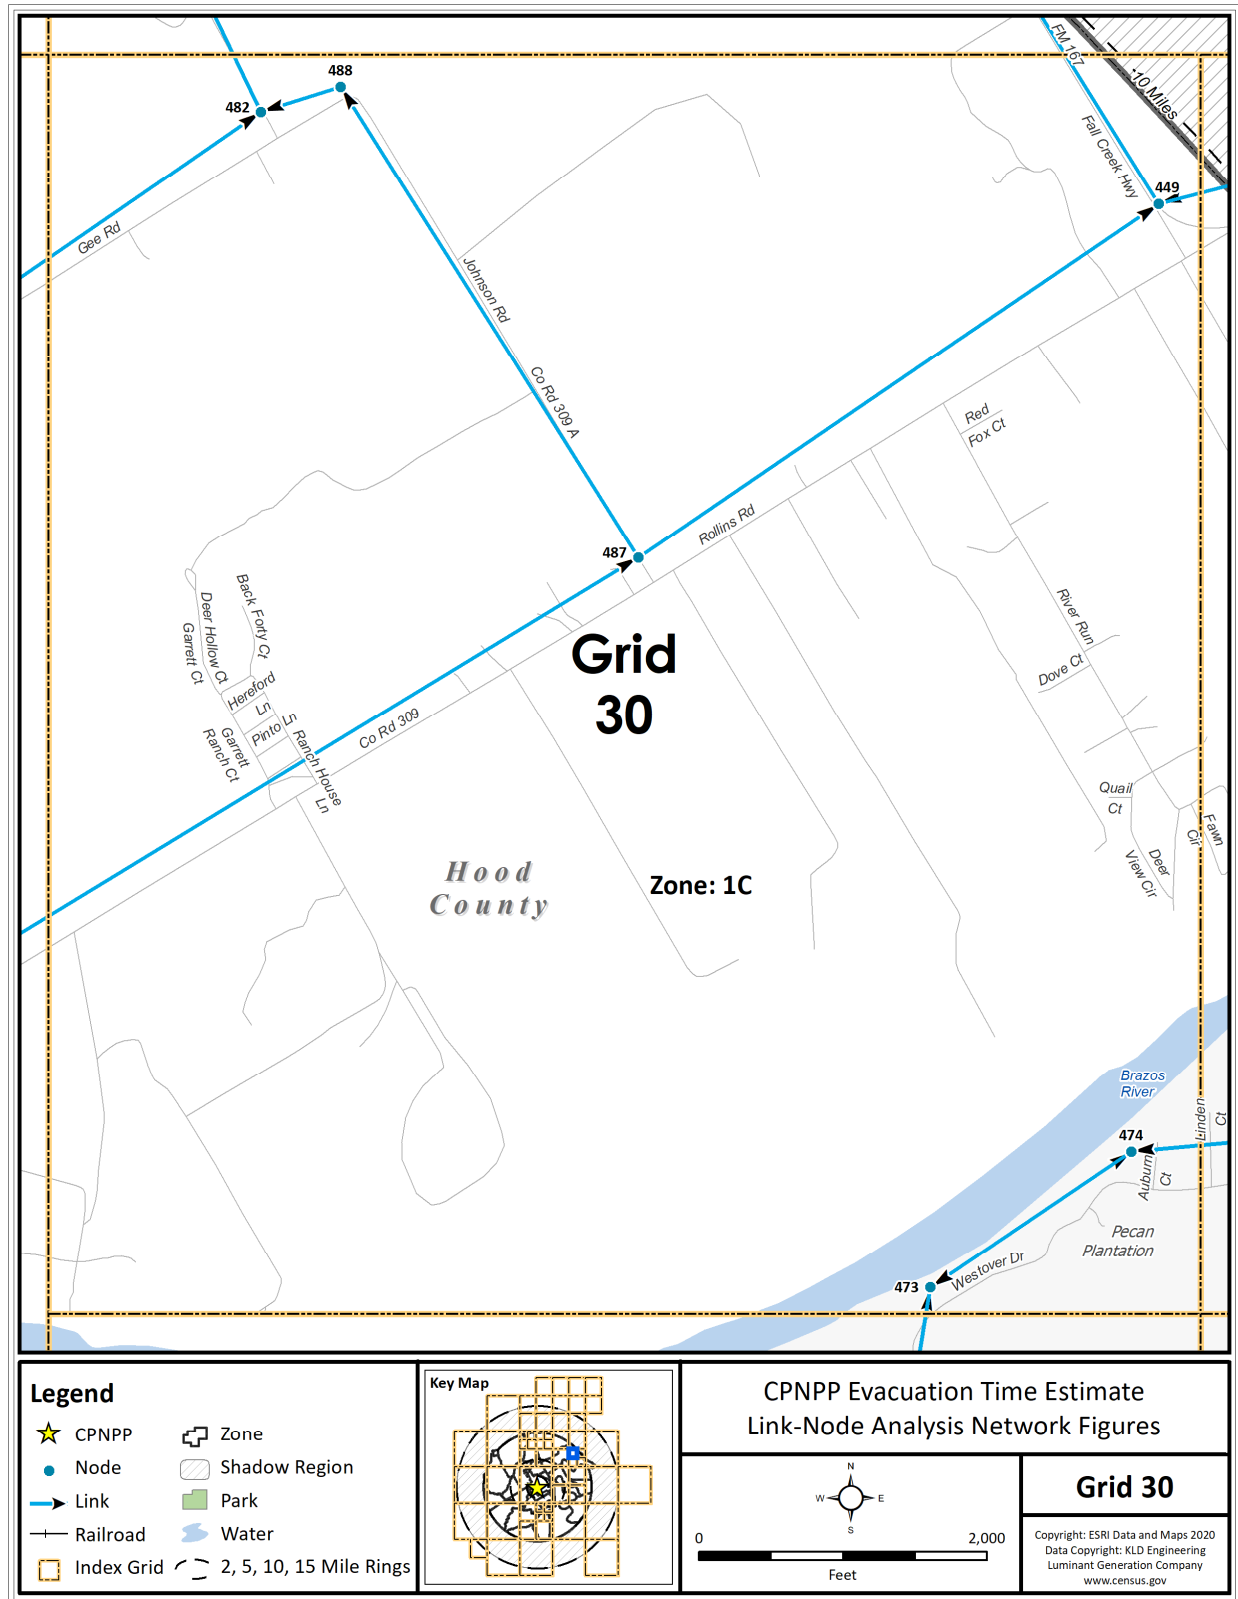 488
482
FM 167
10 Miles
Fall Creek Hwy
449
Gee Rd
Johnson Rd
Co Rd 309 A
Red
Fox Ct
487
Rollins Rd
Back Forty Ct
Deer Hollow Ct
Garrett Ct
River Run
Grid
30
Dove Ct
Hereford
Ln
Pinto Ln
Co Rd 309
Garrett
Ranch Ct
Ranch House
Ln
Quail
Ct
Fawn
Cir
Deer
View Cir
Hood
County
Zone: 1C
Brazos
River
Linden
Ct
474
Auburn
Ct
Pecan
Plantation
Westover Dr
473
Legend
CPNPP
Node
Link
Railroad
Index Grid
Zone
Shadow Region
Park
Water
2, 5, 10, 15 Mile Rings
Key Map
CPNPP Evacuation Time Estimate
Link-Node Analysis Network Figures
N
W
E
S
0
2,000
Feet
Grid 30
Copyright: ESRI Data and Maps 2020
Data Copyright: KLD Engineering
Luminant Generation Company
www.census.gov